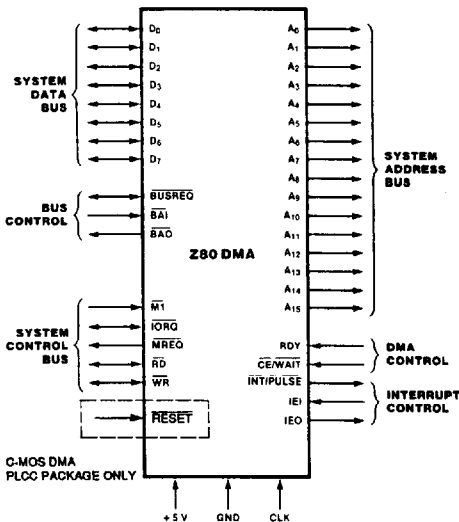 D0
D1
D2
D3
D4
D5
D6
D7
SYSTEM
DATA
BUS
BUSREQ
BAI
BAO
BUS
CONTROL
Z80 DMA
M1
IORQ
MREQ
RD
WR
SYSTEM
CONTROL
BUS
RESET
C-MOS DMA
PLCC PACKAGE ONLY
A0
A1
A2
A3
A4
A5
A6
A7
A8
A9
A10
A11
A12
A13
A14
A15
SYSTEM
ADDRESS
BUS
RDY
CE/WAIT
DMA
CONTROL
INT/PULSE
IEI
IEO
INTERRUPT
CONTROL
+5V
GND
CLK